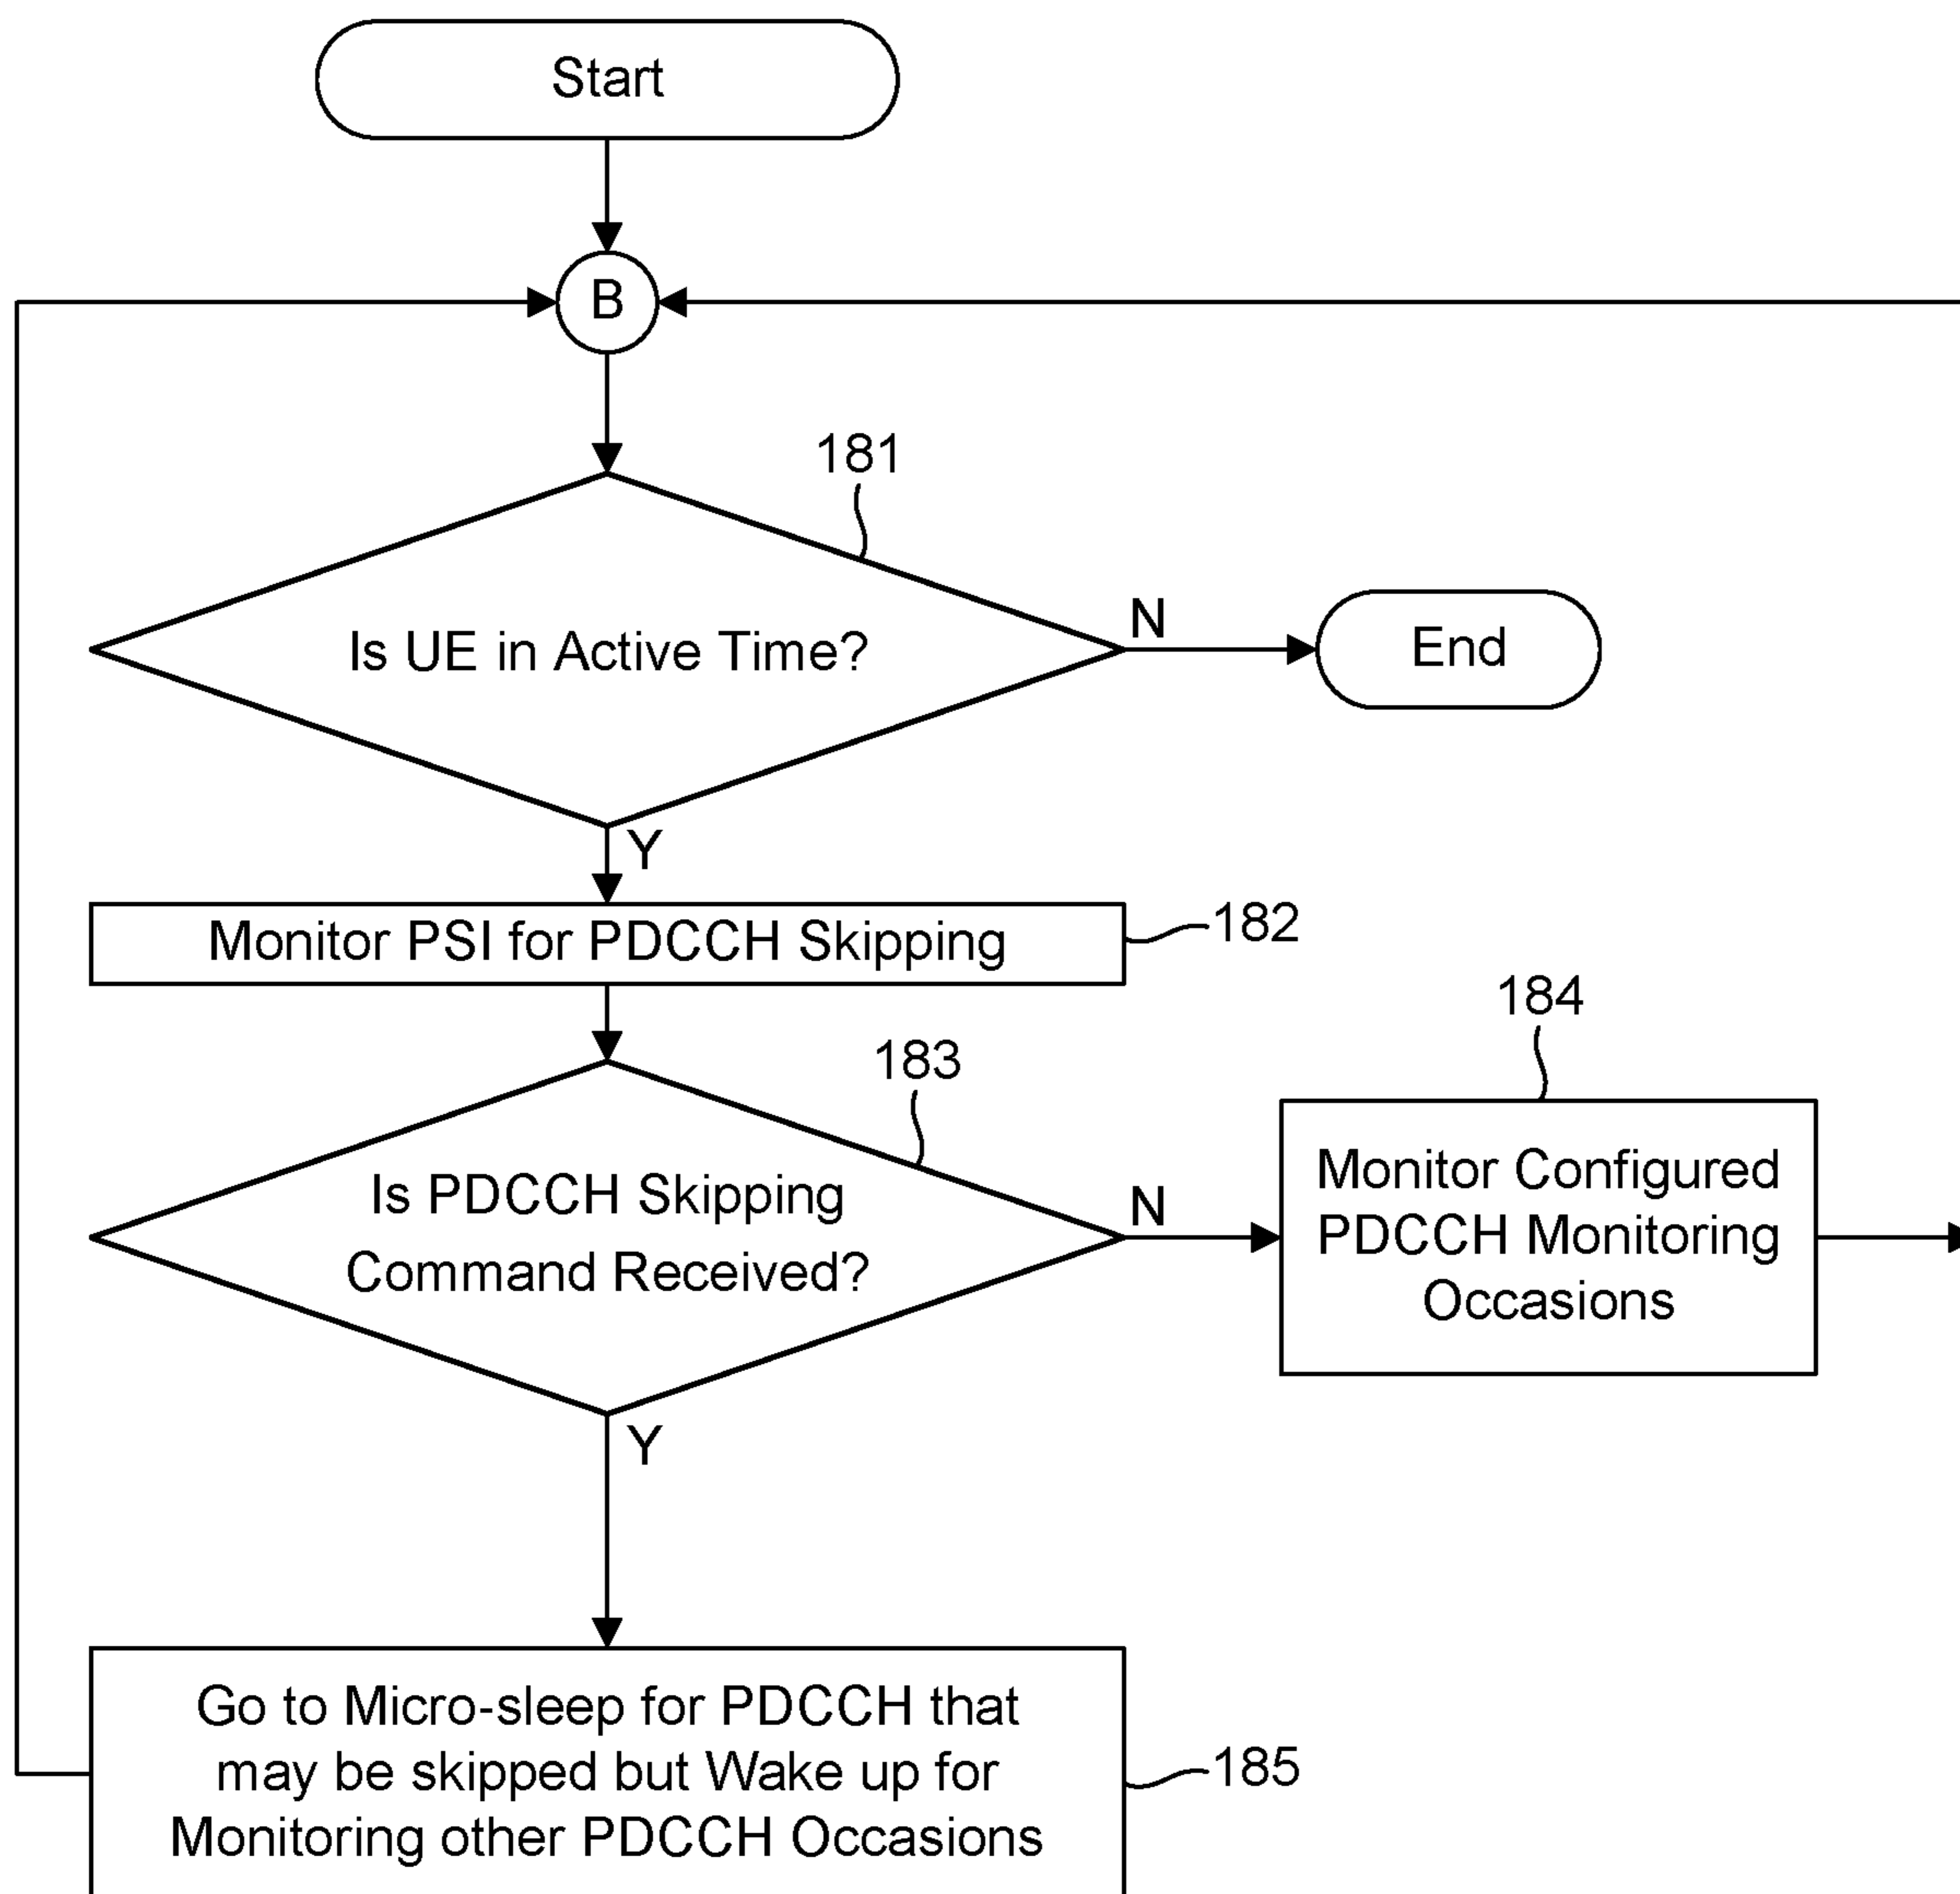 Start
B
181
Is UE in Active Time?
N
End
Y
Monitor PSI for PDCCH Skipping
182
183
184
Is PDCCH Skipping
Command Received?
N
Monitor Configured
PDCCH Monitoring
Occasions
Y
Go to Micro-sleep for PDCCH that
may be skipped but Wake up for
Monitoring other PDCCH Occasions
185